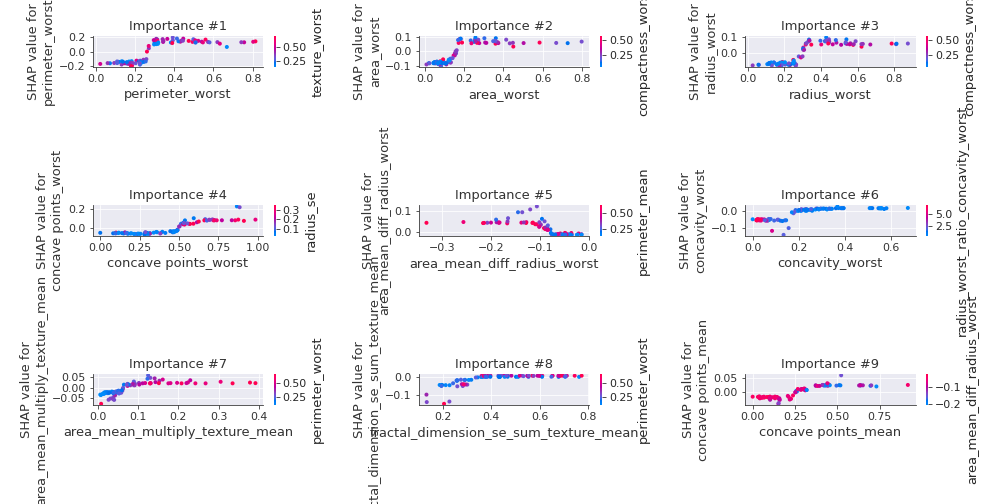 Importance #1
SHAP value for
perimeter_worst
0.2
0.0
−0.2
0.0
0.2
0.4
0.6
0.8
perimeter_worst
0.50
0.25
texture_worst
Importance #2
SHAP value for
area_worst
0.1
0.0
−0.1
0.0
0.2
0.4
0.6
0.8
area_worst
0.50
0.25
compactness_worst
Importance #3
SHAP value for
radius_worst
0.1
0.0
0.0
0.2
0.4
0.6
0.8
radius_worst
0.50
0.25
compactness_worst
Importance #4
SHAP value for
concave points_worst
0.2
0.0
0.00
0.25
0.50
0.75
1.00
concave points_worst
0.3
0.2
0.1
radius_se
Importance #5
SHAP value for
area_mean_diff_radius_worst
0.1
0.0
−0.3
−0.2
−0.1
0.0
area_mean_diff_radius_worst
0.50
0.25
perimeter_mean
Importance #6
SHAP value for
concavity_worst
0.0
−0.1
0.0
0.2
0.4
0.6
concavity_worst
5.0
2.5
radius_worst_ratio_concavity_worst
Importance #7
SHAP value for
area_mean_multiply_texture_mean
0.05
0.00
−0.05
0.0
0.1
0.2
0.3
0.4
area_mean_multiply_texture_mean
0.50
0.25
perimeter_worst
Importance #8
SHAP value for
ctal_dimension_se_sum_texture_mean
0.0
−0.1
0.2
0.4
0.6
0.8
fractal_dimension_se_sum_texture_mean
0.50
0.25
perimeter_worst
Importance #9
SHAP value for
concave points_mean
0.05
0.00
0.00
0.25
0.50
0.75
concave points_mean
−0.1
−0.2
area_mean_diff_radius_worst